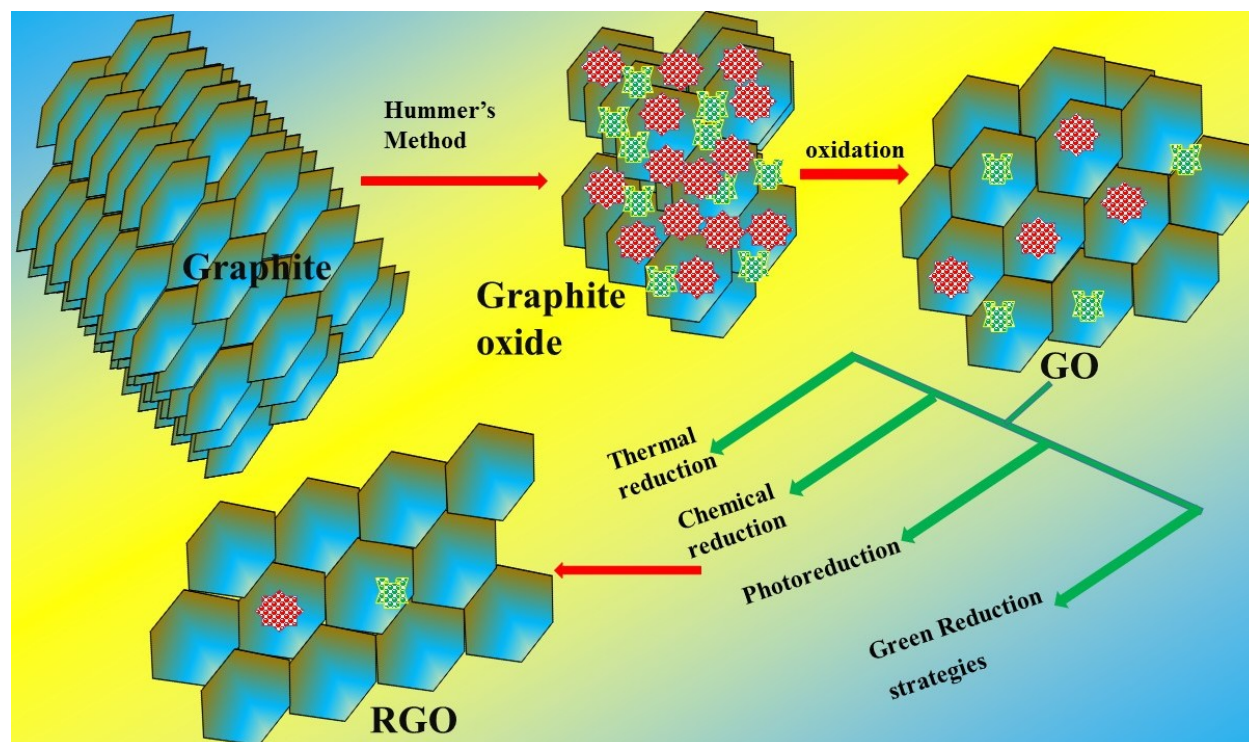 Hummer's
Method
oxidation
Graphite
Graphite
oxide
GO
Thermal
reduction
Chemical
reduction
Photoreduction
Green Reduction
strategies
RGO